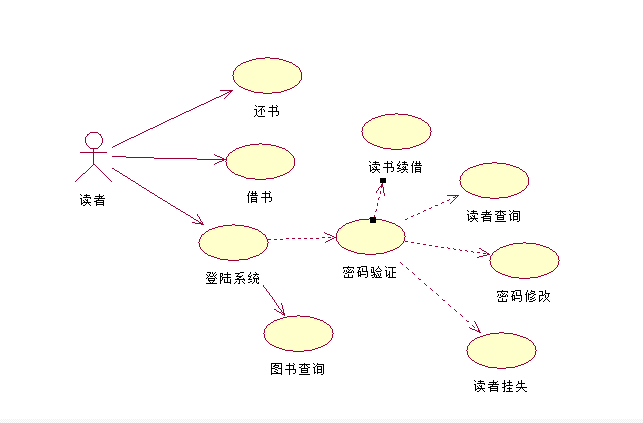 还书
读书续借
借书
读者
读者查询
登陆系统
密码验证
密码修改
图书查询
读者挂失